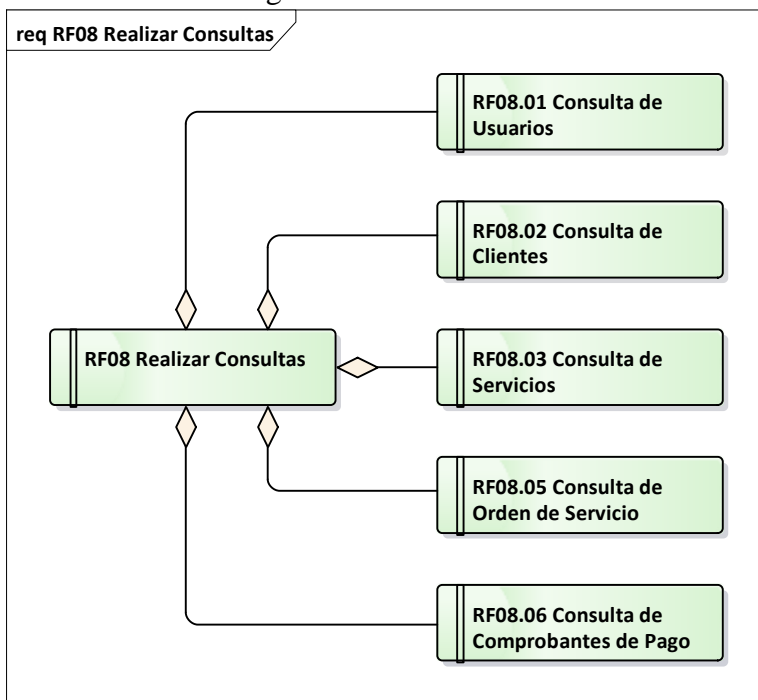 req RF08 Realizar Consultas
RF08.01 Consulta de
Usuarios
RF08.02 Consulta de
Clientes
RF08 Realizar Consultas
RF08.03 Consulta de
Servicios
RF08.05 Consulta de
Orden de Servicio
RF08.06 Consulta de
Comprobantes de Pago